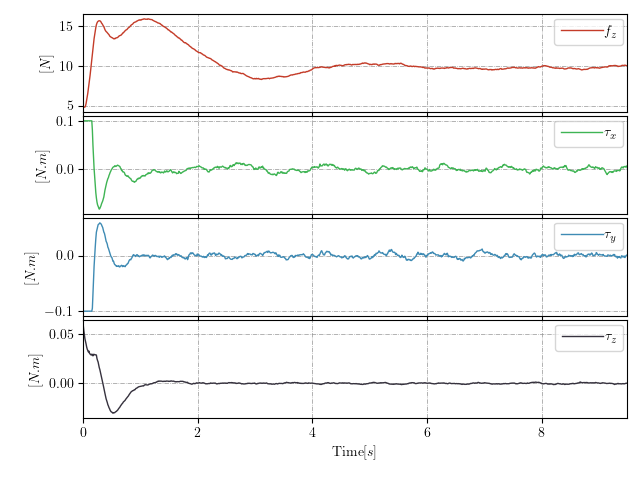 15
10
5
[N]
f_z
0.1
0.0
[N.m]
τ_x
0.0
−0.1
[N.m]
τ_y
0.05
0.00
[N.m]
τ_z
0 2 4 6 8
Time[s]